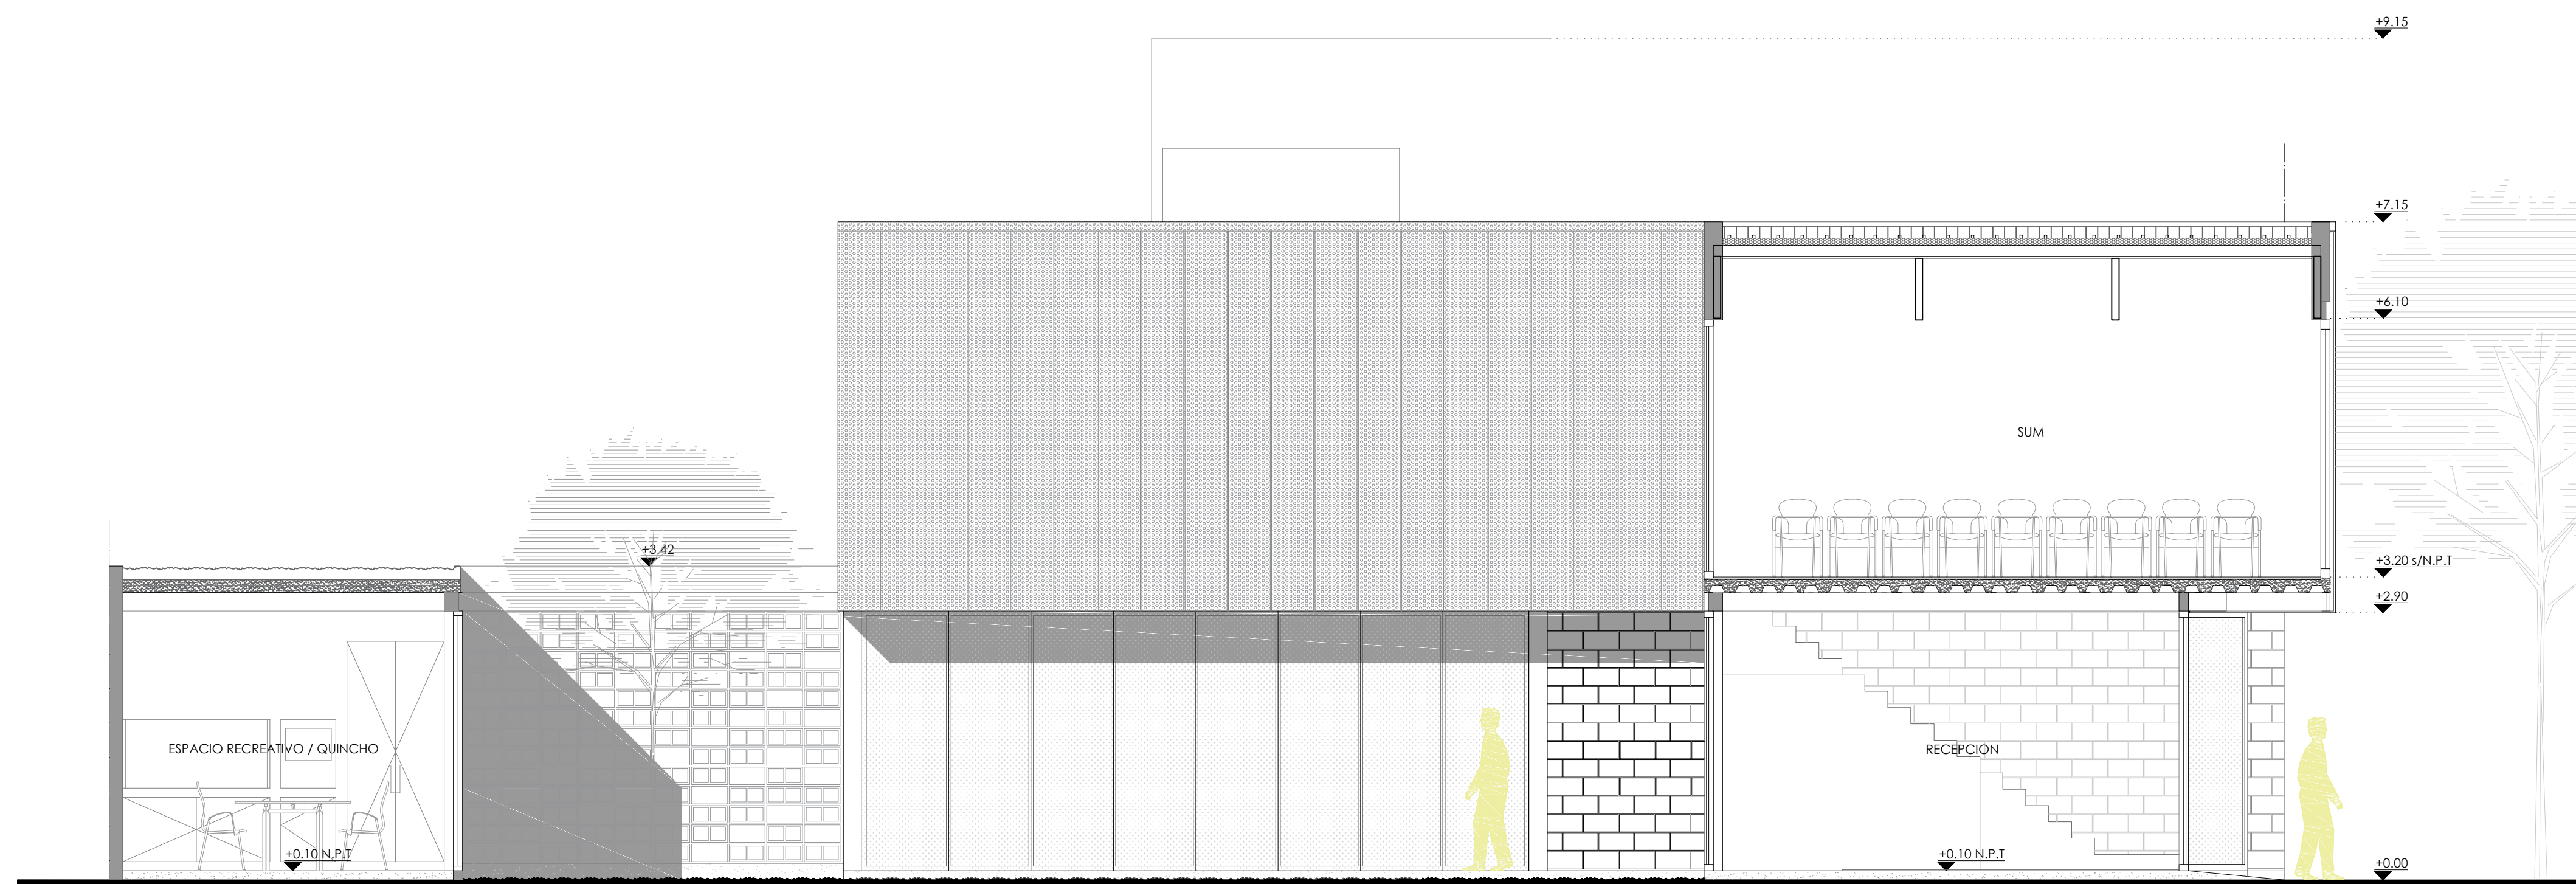 +9.15
+7.15
+6.10
SUM
+3.42
+3.20 s/N.P.T
+2.90
ESPACIO RECREATIVO / QUINCHO
RECEPCION
+0.10 N.P.T
+0.10 N.P.T
+0.00